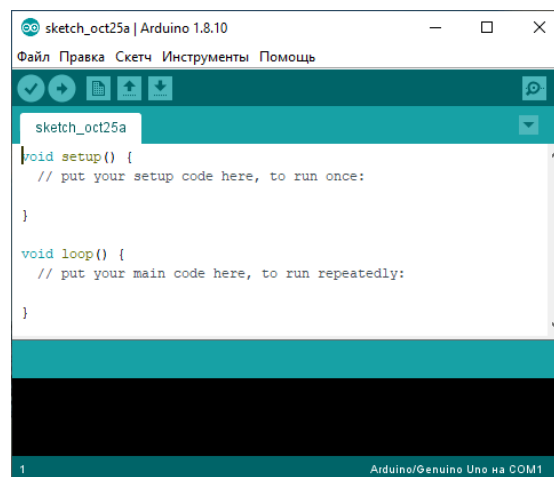 sketch_oct25a | Arduino 1.8.10
Файл Правка Скетч Инструменты Помощь
sketch_oct25a
void setup() {
  // put your setup code here, to run once:
}
void loop() {
  // put your main code here, to run repeatedly:
}
1 Arduino/Genuino Uno на COM1